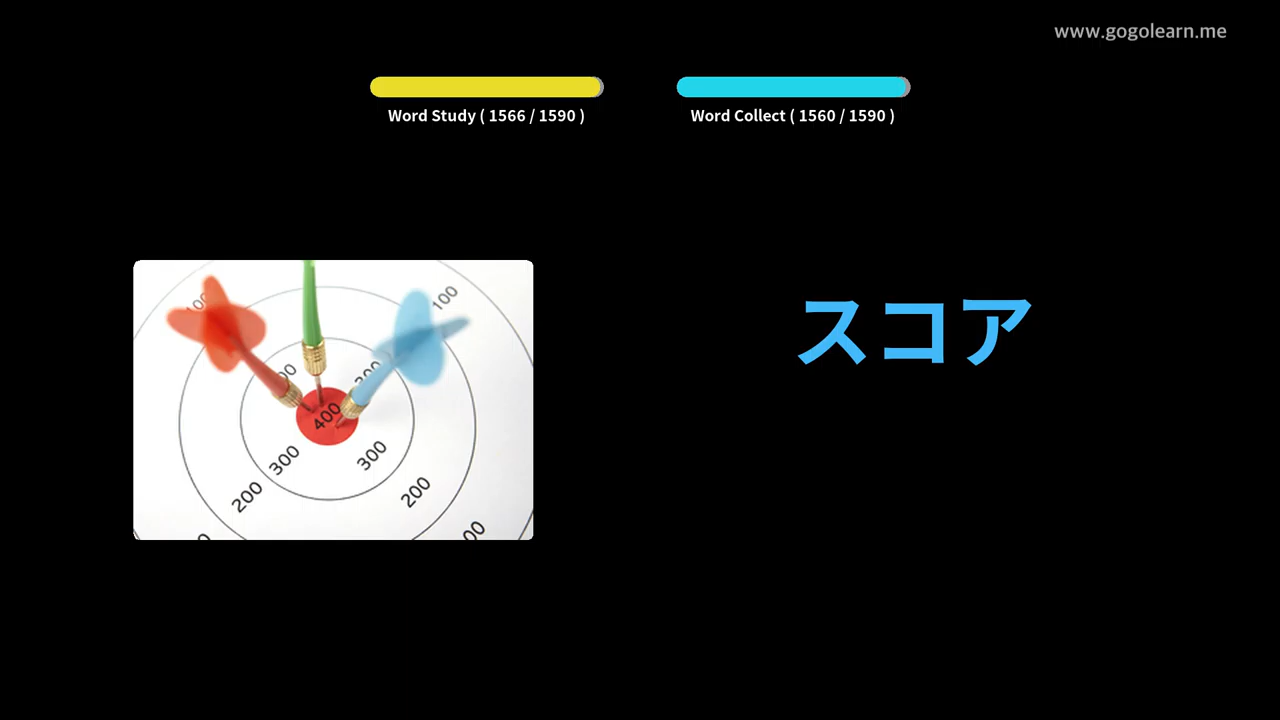 www.gogolearn.me
Word Study ( 1566 / 1590 )
Word Collect ( 1560 / 1590 )
スコア
100
100
400
300
300
200
200